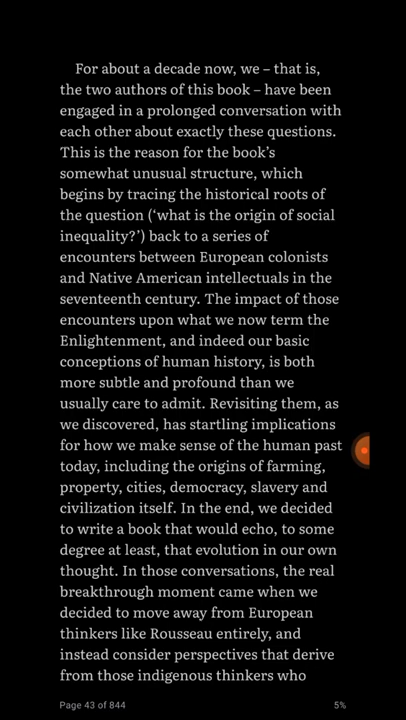 For about a decade now, we – that is,
the two authors of this book – have been
engaged in a prolonged conversation with
each other about exactly these questions.
This is the reason for the book’s
somewhat unusual structure, which
begins by tracing the historical roots of
the question (‘what is the origin of social
inequality?’) back to a series of
encounters between European colonists
and Native American intellectuals in the
seventeenth century. The impact of those
encounters upon what we now term the
Enlightenment, and indeed our basic
conceptions of human history, is both
more subtle and profound than we
usually care to admit. Revisiting them, as
we discovered, has startling implications
for how we make sense of the human past
today, including the origins of farming,
property, cities, democracy, slavery and
civilization itself. In the end, we decided
to write a book that would echo, to some
degree at least, that evolution in our own
thought. In those conversations, the real
breakthrough moment came when we
decided to move away from European
thinkers like Rousseau entirely, and
instead consider perspectives that derive
from those indigenous thinkers who
Page 43 of 844 5%